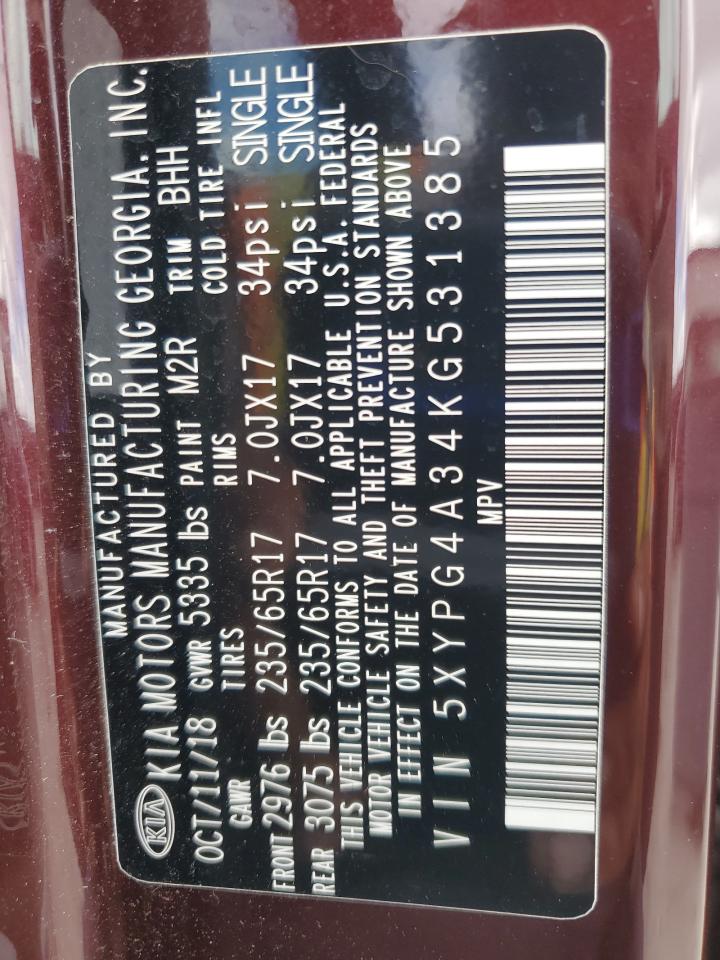 MANUFACTURED BY
KIA KIA MOTORS MANUFACTURING GEORGIA. INC.
OCT/11/18 GVWR 5335 lbs PAINT M2R TRIM BHH
GAWR TIRES RIMS COLD TIRE INFL
FRONT 2976 lbs 235/65R17 7.0JX17 34psi SINGLE
REAR 3075 lbs 235/65R17 7.0JX17 34psi SINGLE
THIS VEHICLE CONFORMS TO ALL APPLICABLE U.S.A. FEDERAL
MOTOR VEHICLE SAFETY AND THEFT PREVENTION STANDARDS
IN EFFECT ON THE DATE OF MANUFACTURE SHOWN ABOVE
VIN 5XYPG4A34KG531385
MPV